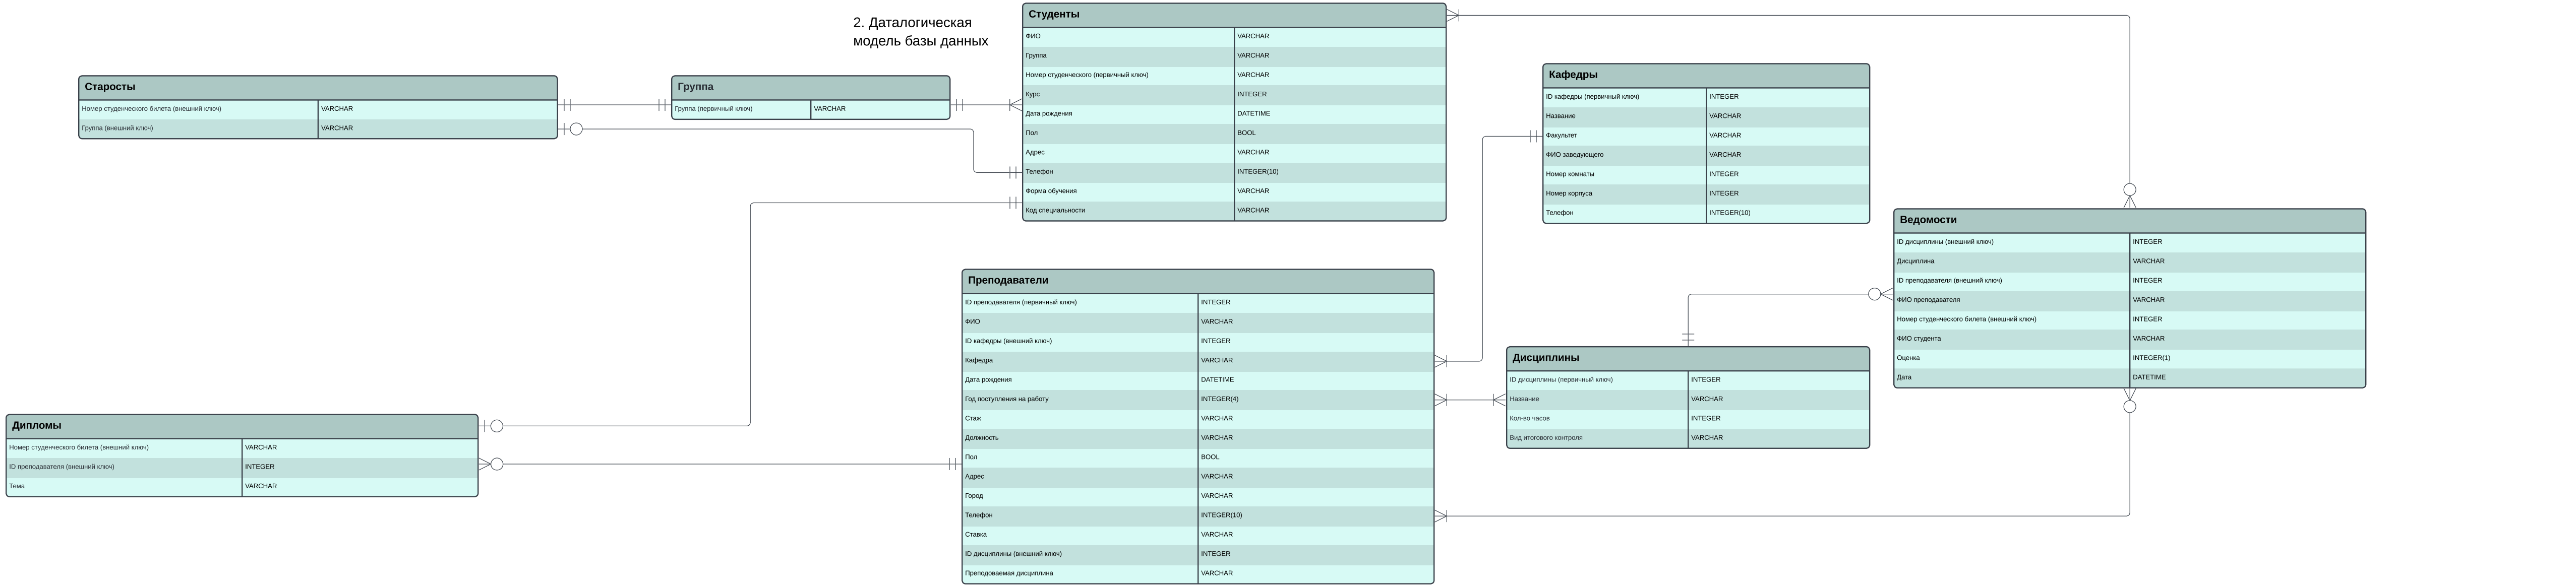 2. Даталогическая
модель базы данных
Старосты
Номер студенческого билета (внешний ключ) VARCHAR
Группа (внешний ключ) VARCHAR
Группа
Группа (первичный ключ) VARCHAR
Студенты
ФИО VARCHAR
Группа VARCHAR
Номер студенческого (первичный ключ) VARCHAR
Курс INTEGER
Дата рождения DATETIME
Пол BOOL
Адрес VARCHAR
Телефон INTEGER(10)
Форма обучения VARCHAR
Код специальности VARCHAR
Кафедры
ID кафедры (первичный ключ) INTEGER
Название VARCHAR
Факультет VARCHAR
ФИО заведующего VARCHAR
Номер комнаты INTEGER
Номер корпуса INTEGER
Телефон INTEGER(10)
Ведомости
ID дисциплины (внешний ключ) INTEGER
Дисциплина VARCHAR
ID преподавателя (внешний ключ) INTEGER
ФИО преподавателя VARCHAR
Номер студенческого билета (внешний ключ) INTEGER
ФИО студента VARCHAR
Оценка INTEGER(1)
Дата DATETIME
Преподаватели
ID преподавателя (первичный ключ) INTEGER
ФИО VARCHAR
ID кафедры (внешний ключ) INTEGER
Кафедра VARCHAR
Дата рождения DATETIME
Год поступления на работу INTEGER(4)
Стаж VARCHAR
Должность VARCHAR
Пол BOOL
Адрес VARCHAR
Город VARCHAR
Телефон INTEGER(10)
Ставка VARCHAR
ID дисциплины (внешний ключ) INTEGER
Преподоваемая дисциплина VARCHAR
Дисциплины
ID дисциплины (первичный ключ) INTEGER
Название VARCHAR
Кол-во часов INTEGER
Вид итогового контроля VARCHAR
Дипломы
Номер студенческого билета (внешний ключ) VARCHAR
ID преподавателя (внешний ключ) INTEGER
Тема VARCHAR